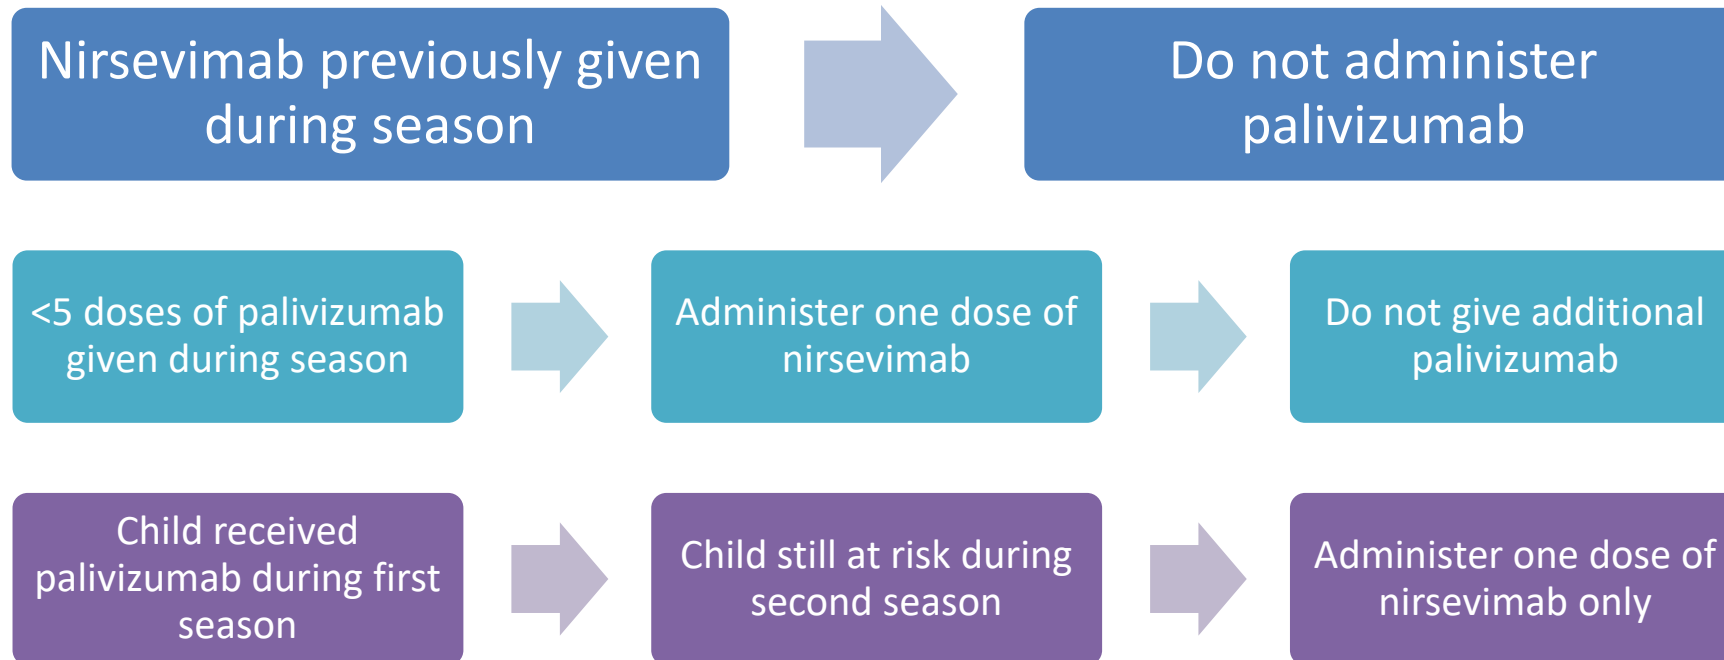 Nirsevimab previously given
during season
Do not administer
palivizumab
<5 doses of palivizumab
given during season
Administer one dose of
nirsevimab
Do not give additional
palivizumab
Child received
palivizumab during first
season
Child still at risk during
second season
Administer one dose of
nirsevimab only